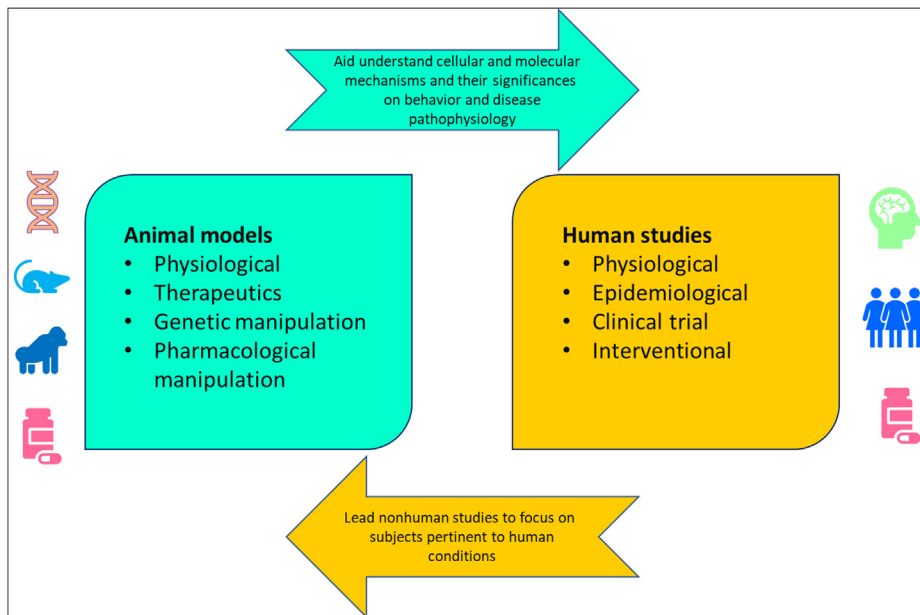 Aid understand cellular and molecular
mechanisms and their significances
on behavior and disease
pathophysiology
Animal models
• Physiological
• Therapeutics
• Genetic manipulation
• Pharmacological
manipulation
Human studies
• Physiological
• Epidemiological
• Clinical trial
• Interventional
Lead nonhuman studies to focus on
subjects pertinent to human
conditions